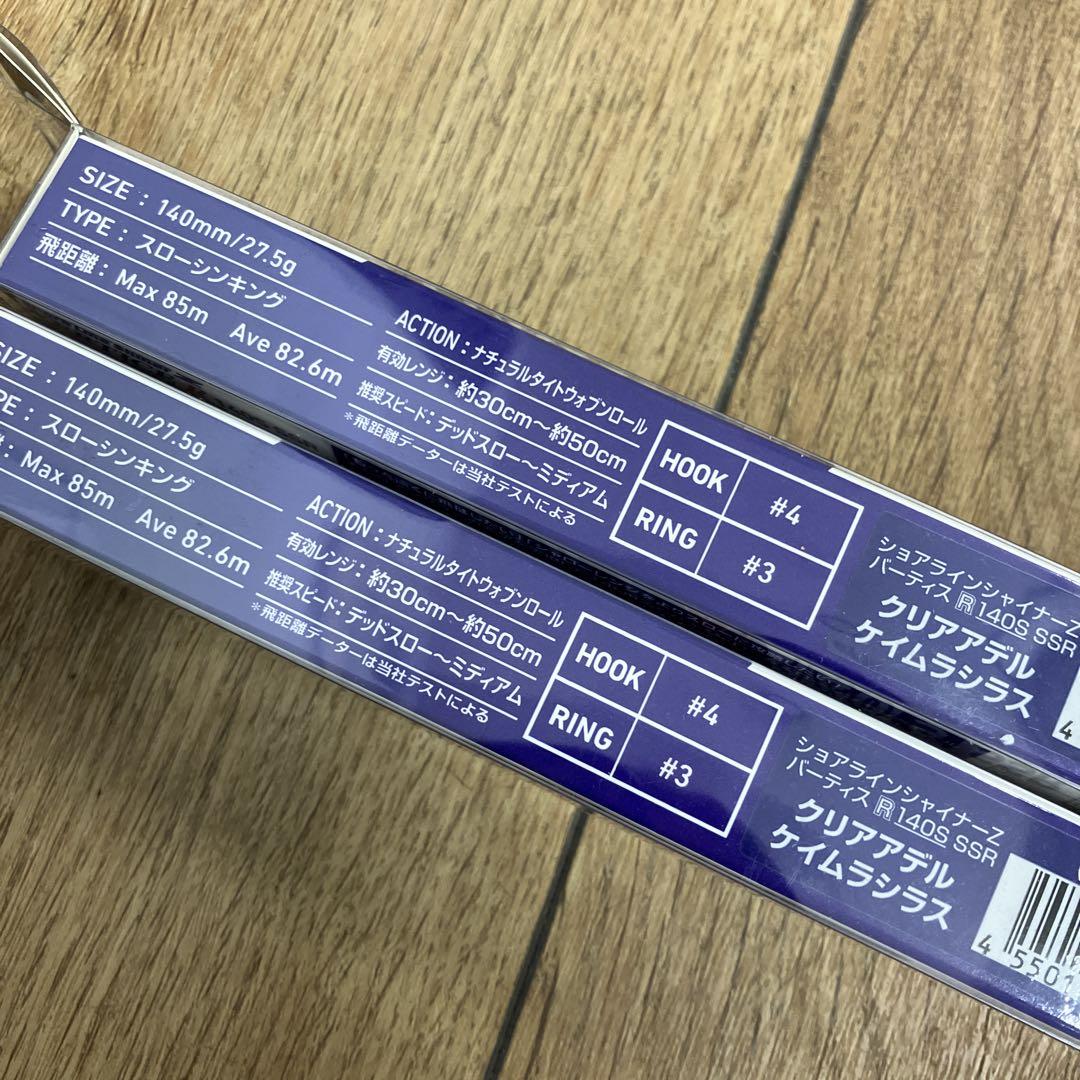 SIZE : 140mm/27.5g
TYPE : スローシンキング
飛距離 : Max 85m Ave 82.6m
ACTION : ナチュラルタイトウォブンロール
有効レンジ : 約30cm~約50cm
推奨スピード : デッドスロー~ミディアム
*飛距離データーは当社テストによる
HOOK #4
RING #3
ショアラインシャイナーZ
バーティス R 140S SSR
クリアアデル
ケイムラシラス
4
SIZE : 140mm/27.5g
TYPE : スローシンキング
: Max 85m Ave 82.6m
ACTION : ナチュラルタイトウォブンロール
有効レンジ : 約30cm~約50cm
推奨スピード : デッドスロー~ミディアム
*飛距離データーは当社テストによる
HOOK #4
RING #3
ショアラインシャイナーZ
バーティス R 140S SSR
クリアアデル
ケイムラシラス
4 5501